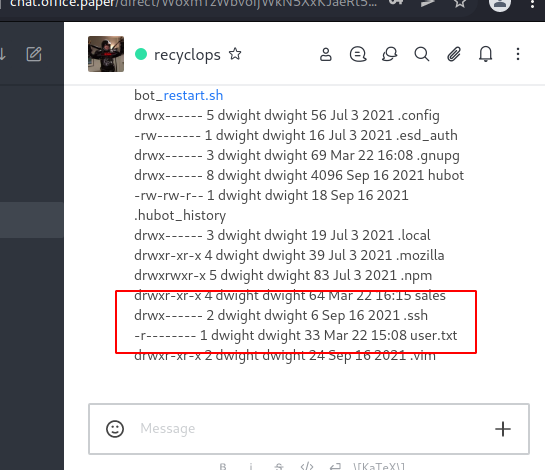 recyclops
bot_restart.sh
drwx------ 5 dwight dwight 56 Jul 3 2021 .config
-rw------- 1 dwight dwight 16 Jul 3 2021 .esd_auth
drwx------ 3 dwight dwight 69 Mar 22 16:08 .gnupg
drwx------ 8 dwight dwight 4096 Sep 16 2021 hubot
-rw-rw-r-- 1 dwight dwight 18 Sep 16 2021
.hubot_history
drwx------ 3 dwight dwight 19 Jul 3 2021 .local
drwxr-xr-x 4 dwight dwight 39 Jul 3 2021 .mozilla
drwxrwxr-x 5 dwight dwight 83 Jul 3 2021 .npm
drwxr-xr-x 4 dwight dwight 64 Mar 22 16:15 sales
drwx------ 2 dwight dwight 6 Sep 16 2021 .ssh
-r-------- 1 dwight dwight 33 Mar 22 15:08 user.txt
drwxr-xr-x 2 dwight dwight 24 Sep 16 2021 .vim
Message